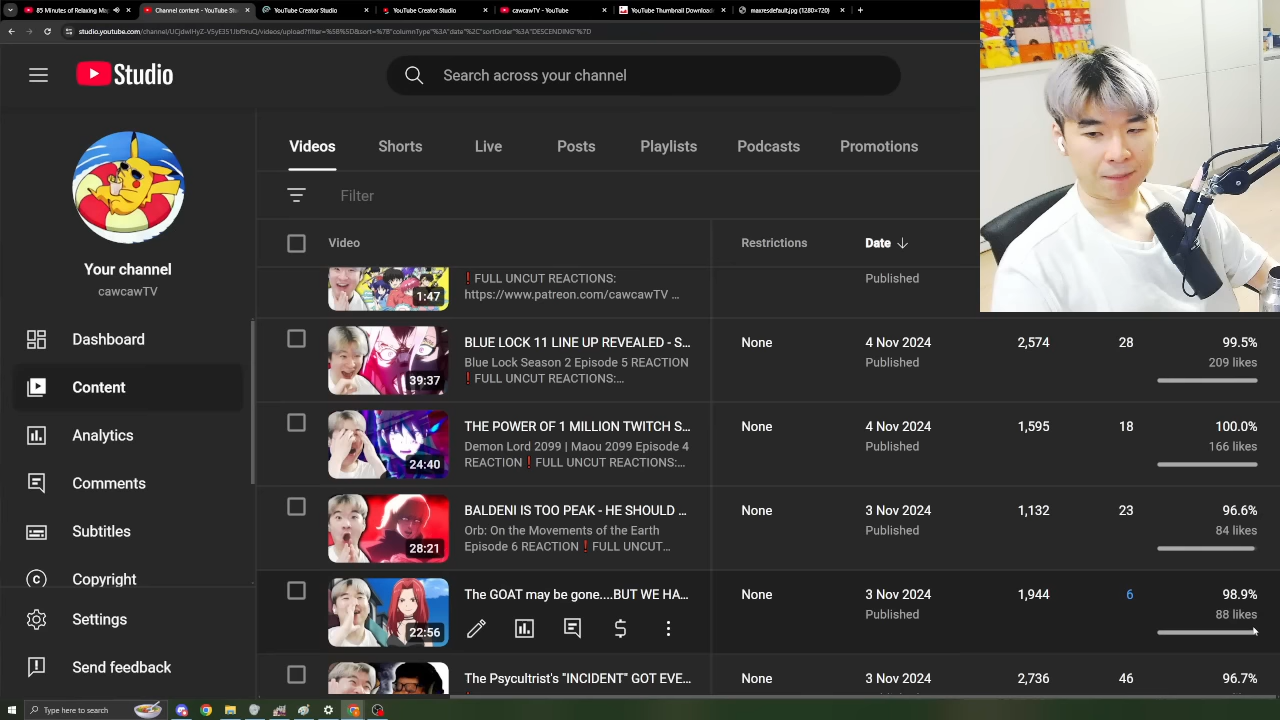 85 Minutes of Relaxing Ma
Channel content - YouTube St
YouTube Creator Studio
YouTube Creator Studio
cawcawTV - YouTube
YouTube Thumbnail Download
maxresdefault.jpg (1280×720)
Studio
Search across your channel
Your channel
cawcawTV
Dashboard
Content
Analytics
Comments
Subtitles
Copyright
Settings
Send feedback
Videos Shorts Live Posts Playlists Podcasts Promotions
Filter
Video Restrictions Date
1:47
❗FULL UNCUT REACTIONS:
https://www.patreon.com/cawcawTV ...
Published
39:37
BLUE LOCK 11 LINE UP REVEALED - S...
Blue Lock Season 2 Episode 5 REACTION
❗FULL UNCUT REACTIONS:...
None
4 Nov 2024
Published
2,574
28
99.5%
209 likes
24:40
THE POWER OF 1 MILLION TWITCH S...
Demon Lord 2099 | Maou 2099 Episode 4
REACTION❗FULL UNCUT REACTIONS:...
None
4 Nov 2024
Published
1,595
18
100.0%
166 likes
28:21
BALDENI IS TOO PEAK - HE SHOULD ...
Orb: On the Movements of the Earth
Episode 6 REACTION❗FULL UNCUT...
None
3 Nov 2024
Published
1,132
23
96.6%
84 likes
22:56
The GOAT may be gone....BUT WE HA...
None
3 Nov 2024
Published
1,944
6
98.9%
88 likes
The Psycultrist's "INCIDENT" GOT EVE...
None
3 Nov 2024
2,736
46
96.7%
Type here to search